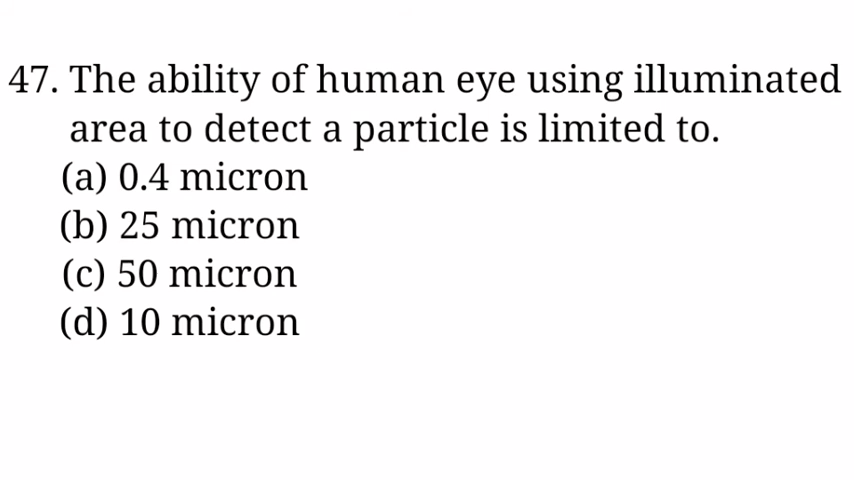 47. The ability of human eye using illuminated
area to detect a particle is limited to.
(a) 0.4 micron
(b) 25 micron
(c) 50 micron
(d) 10 micron